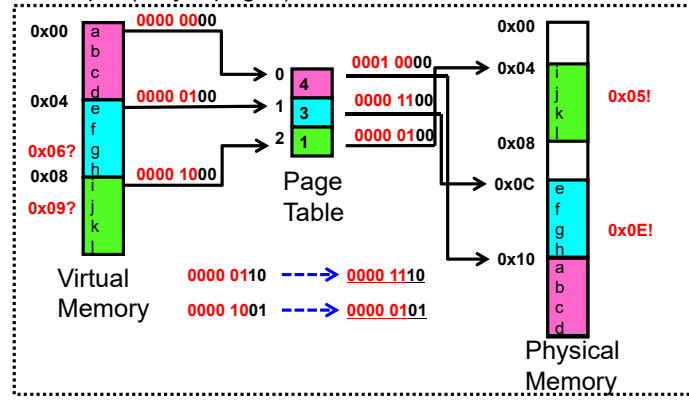 0x00
a
b
c
d
0x04
e
f
g
h
0x06?
0x08
i
j
k
l
0x09?
Virtual
Memory
0000 0000
0000 0100
0000 1000
0
4
1
3
2
1
Page
Table
0001 0000
0000 1100
0000 0100
0x00
0x04
i
j
k
l
0x05!
0x08
0x0C
e
f
g
h
0x0E!
0x10
a
b
c
d
Physical
Memory
0000 0110
0000 1110
0000 1001
0000 0101